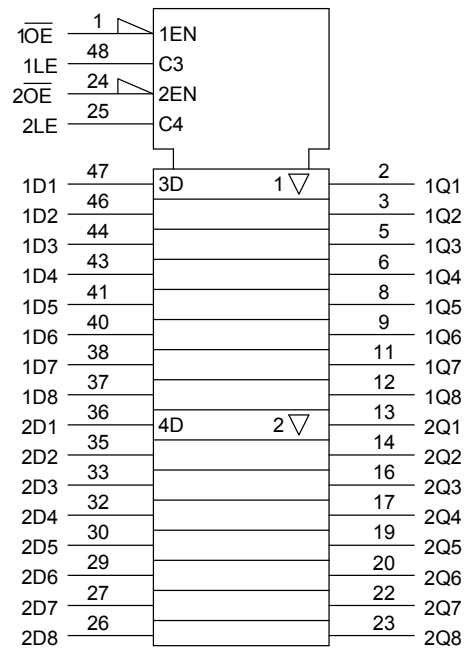 1OE 1 1EN
1LE 48 C3
2OE 24 2EN
2LE 25 C4
1D1 47 3D 1 2 1Q1
1D2 46 3 1Q2
1D3 44 5 1Q3
1D4 43 6 1Q4
1D5 41 8 1Q5
1D6 40 9 1Q6
1D7 38 11 1Q7
1D8 37 12 1Q8
2D1 36 4D 2 13 2Q1
2D2 35 14 2Q2
2D3 33 16 2Q3
2D4 32 17 2Q4
2D5 30 19 2Q5
2D6 29 20 2Q6
2D7 27 22 2Q7
2D8 26 23 2Q8